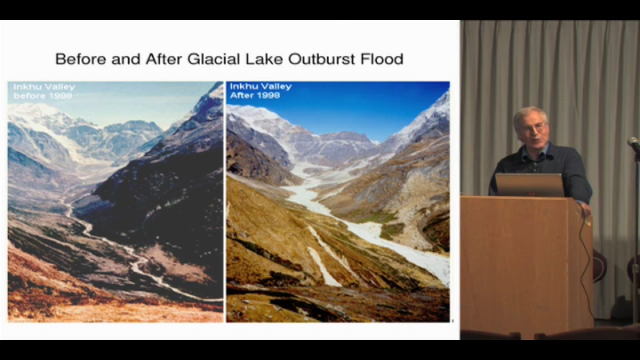 Before and After Glacial Lake Outburst Flood
Inkhu Valley
before 1998
Inkhu Valley
After 1998